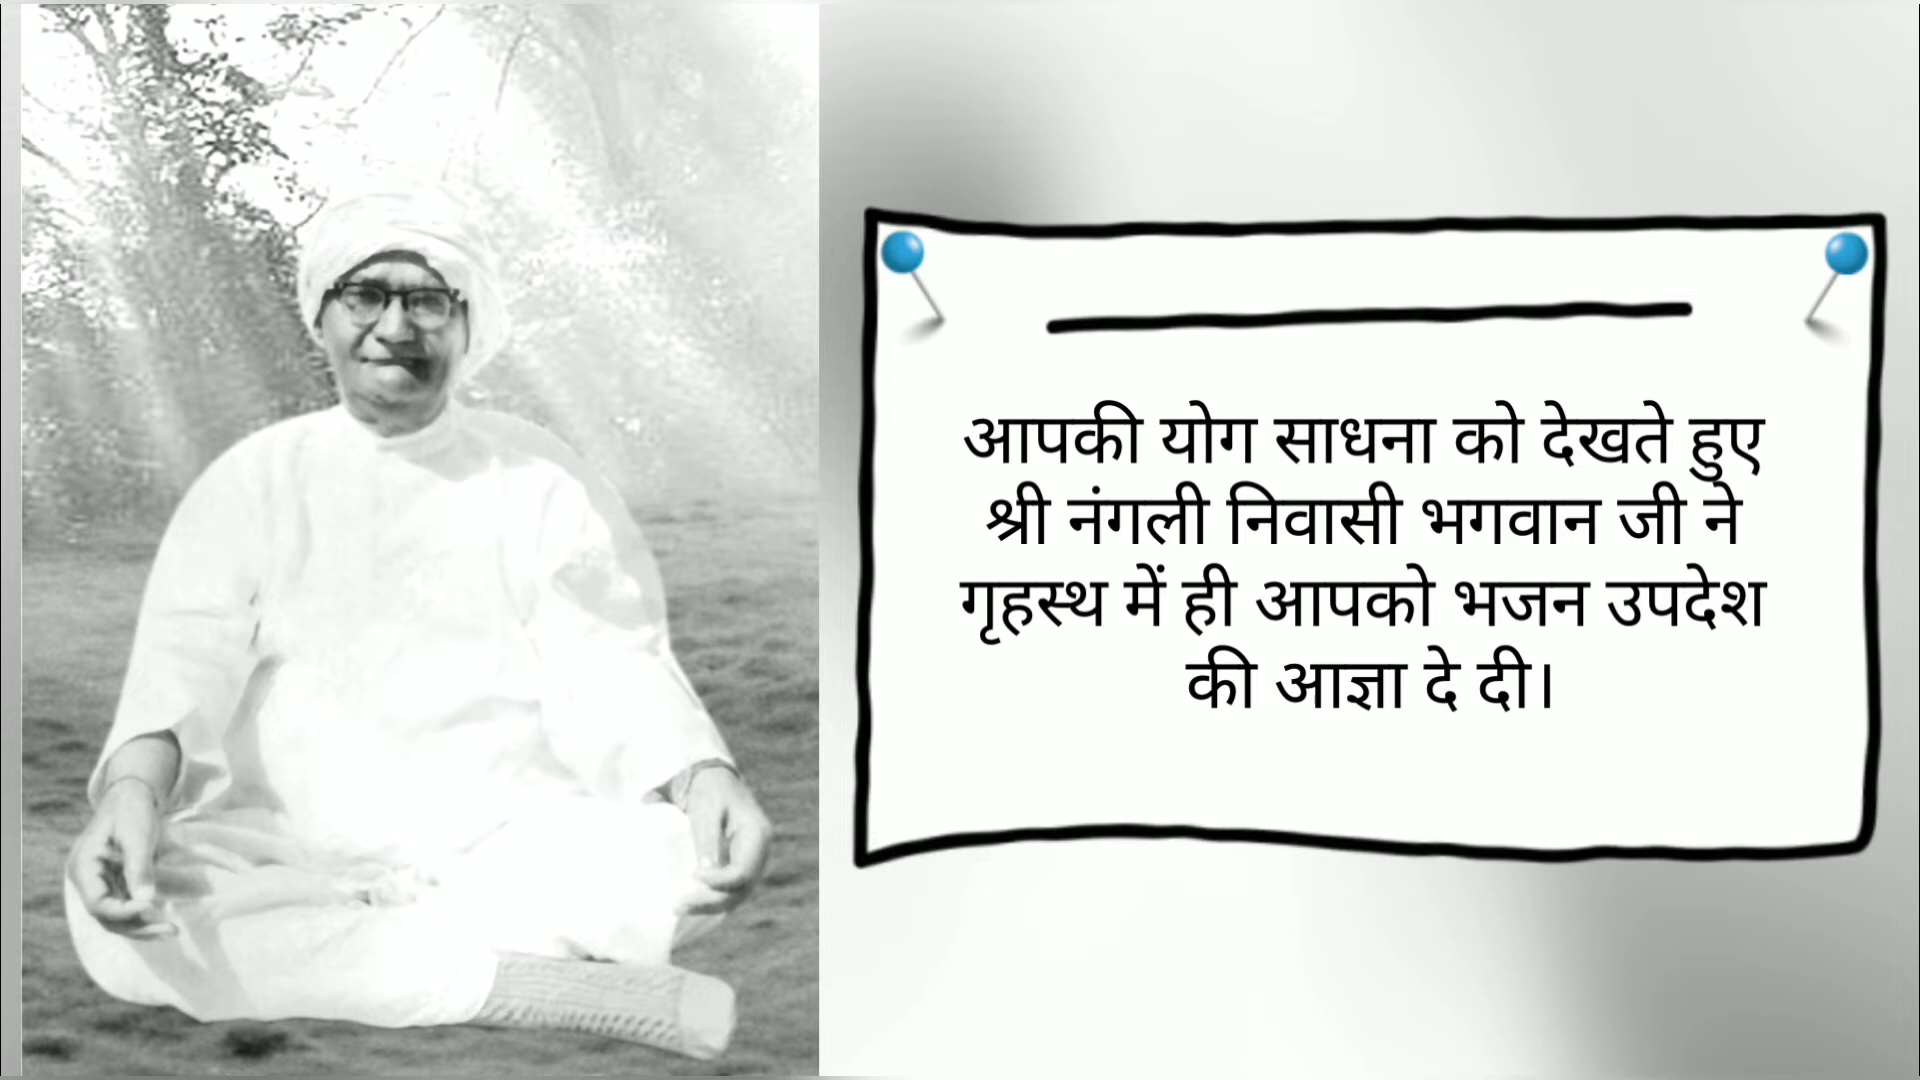 आपकी योग साधना को देखते हुए
श्री नंगली निवासी भगवान जी ने
गृहस्थ में ही आपको भजन उपदेश
की आज्ञा दे दी।